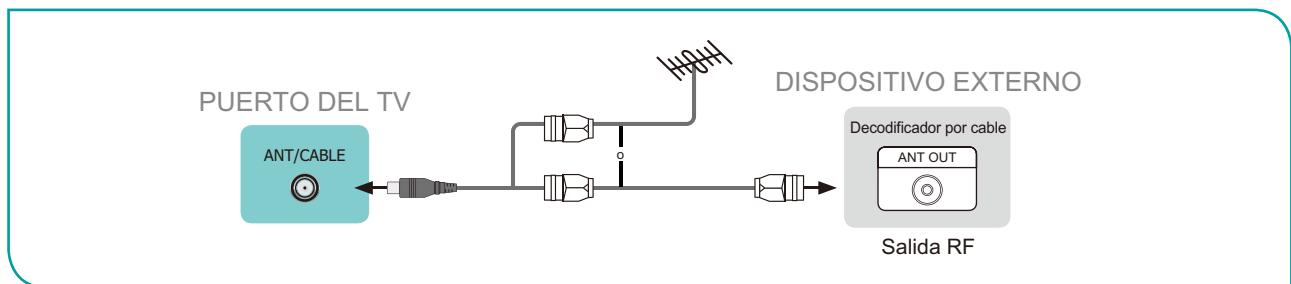 PUERTO DEL TV
ANT/CABLE
o
DISPOSITIVO EXTERNO
Decodificador por cable
ANT OUT
Salida RF